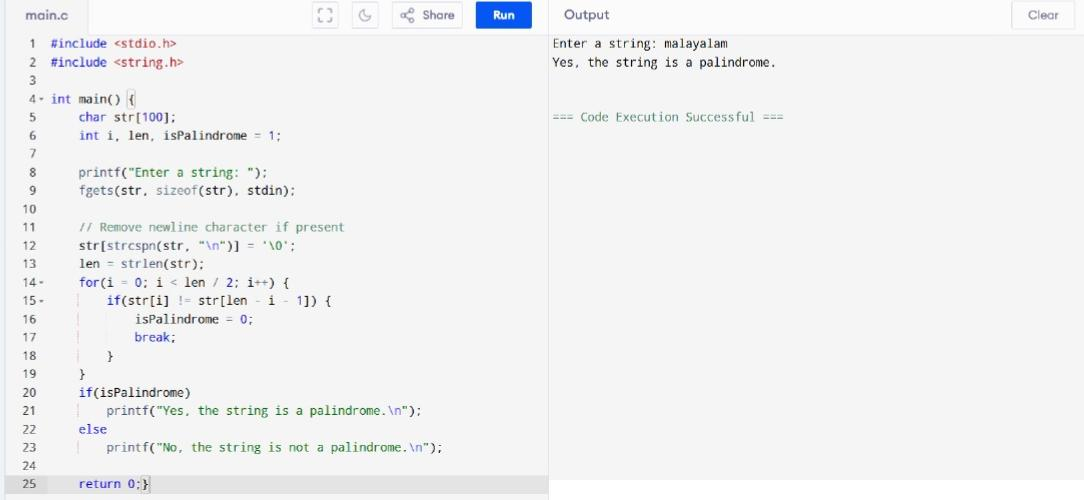 main.c Share Run Output Clear
1 #include <stdio.h>
2 #include <string.h>
3
4 int main() {
5 char str[100];
6 int i, len, isPalindrome = 1;
7
8 printf("Enter a string: ");
9 fgets(str, sizeof(str), stdin);
10
11 // Remove newline character if present
12 str[strcspn(str, "\n")] = '\0';
13 len = strlen(str);
14 for(i = 0; i < len / 2; i++) {
15 if(str[i] != str[len - i - 1]) {
16 isPalindrome = 0;
17 break;
18 }
19 }
20 if(isPalindrome)
21 printf("Yes, the string is a palindrome.\n");
22 else
23 printf("No, the string is not a palindrome.\n");
24
25 return 0;}
Enter a string: malayalam
Yes, the string is a palindrome.
=== Code Execution Successful ===